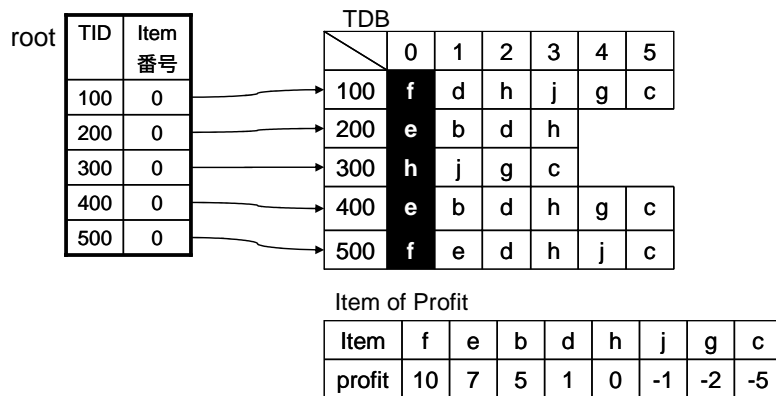 root
TID Item 番号
100 0
200 0
300 0
400 0
500 0
TDB
0 1 2 3 4 5
100 f d h j g c
200 e b d h
300 h j g c
400 e b d h g c
500 f e d h j c
Item of Profit
Item f e b d h j g c
profit 10 7 5 1 0 -1 -2 -5